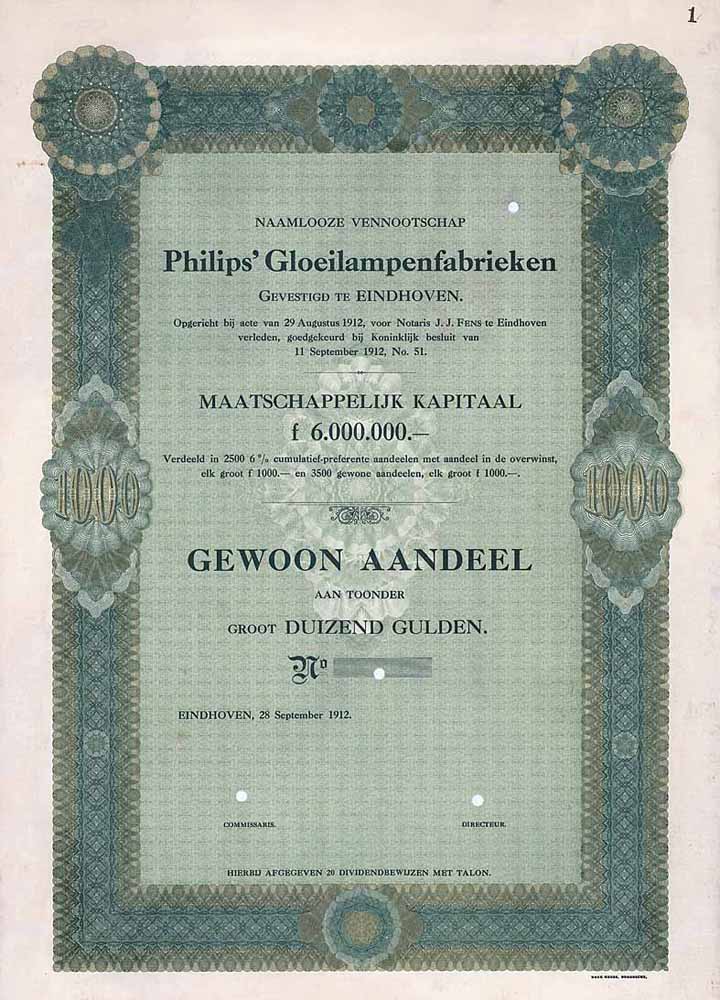 1
NAAMLOOZE VENNOOTSCHAP
Philips' Gloeilampenfabrieken
GEVESTIGD TE EINDHOVEN.
Opgericht bij acte van 29 Augustus 1912, voor Notaris J. J. FENS te Eindhoven
verleden, goedgekeurd bij Koninklijk besluit van
11 September 1912, No. 51.
MAATSCHAPPELIJK KAPITAAL
f 6.000.000.—
Verdeeld in 2500 6 % cumulatief-preferente aandeelen met aandeel in de overwinst,
elk groot f 1000.— en 3500 gewone aandeelen, elk groot f 1000.—.
1000
1000
GEWOON AANDEEL
AAN TOONDER
GROOT DUIZEND GULDEN.
No
EINDHOVEN, 28 September 1912.
COMMISSARIS. DIRECTEUR.
HIERBIJ AFGEGEVEN 20 DIVIDENDBEWIJZEN MET TALON.